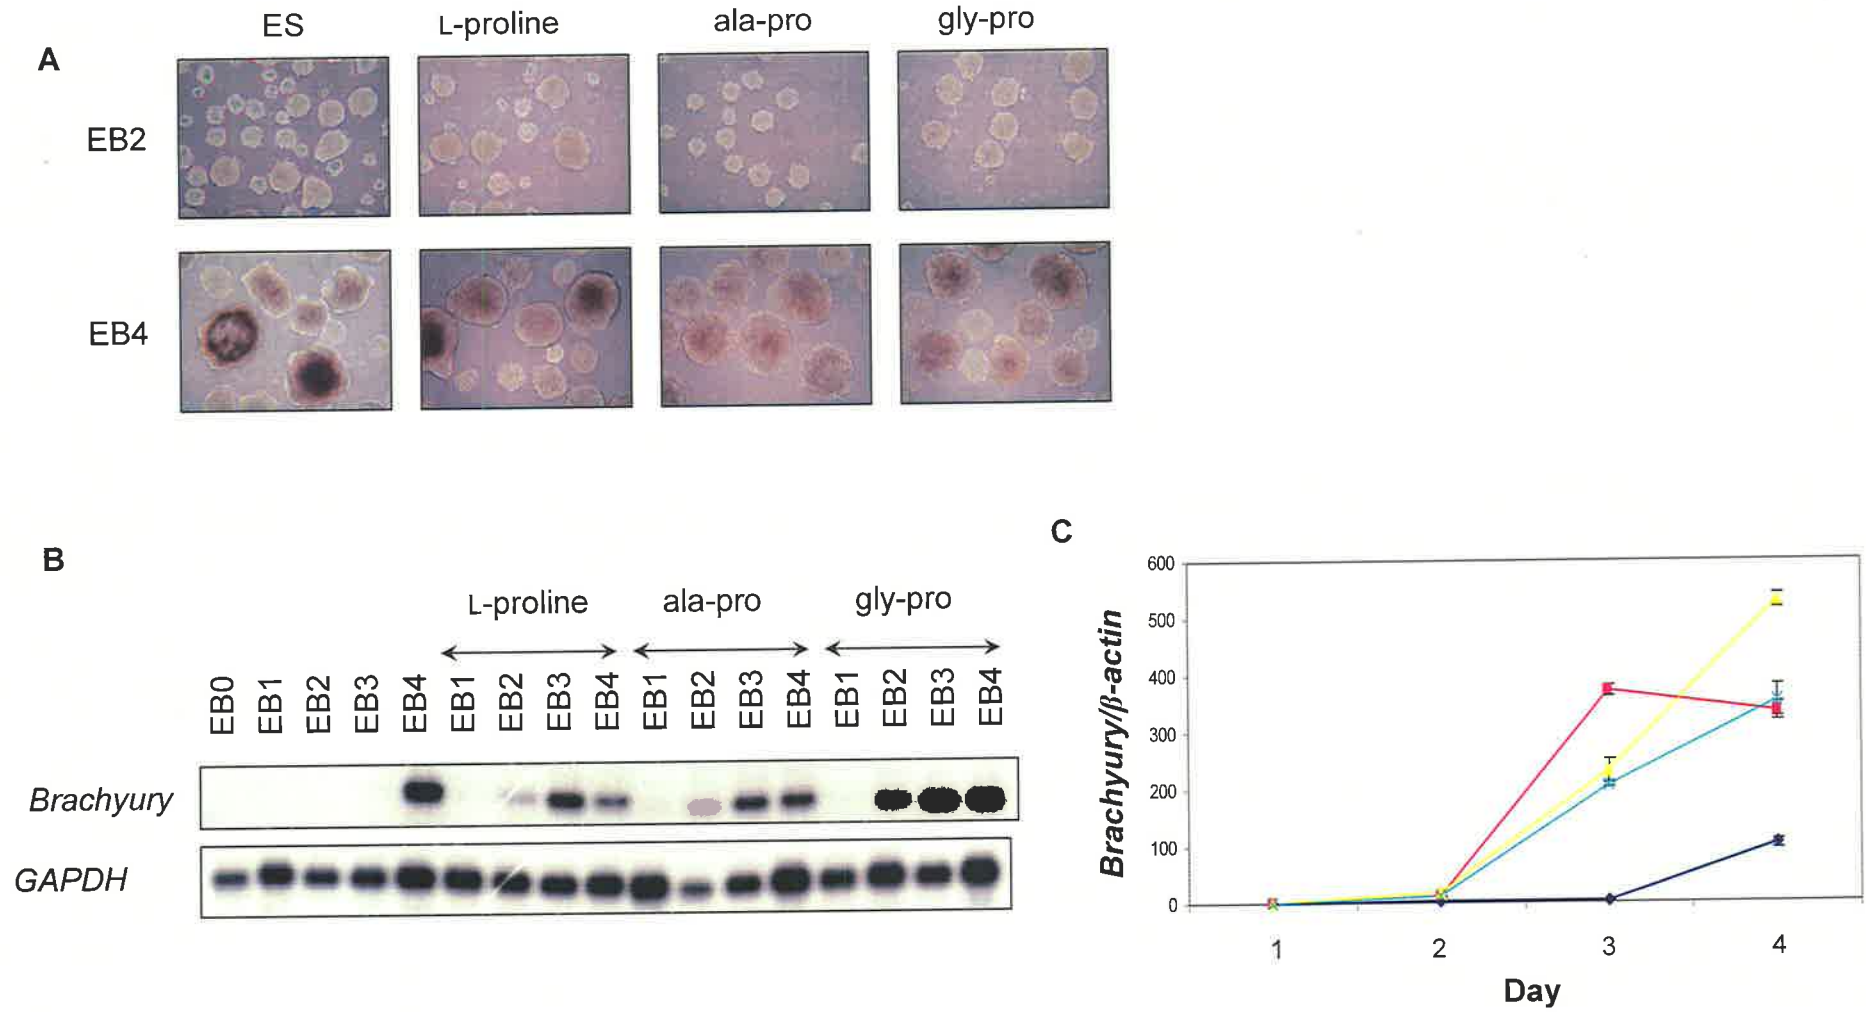 A
ES L-proline ala-pro gly-pro
EB2
EB4
B
L-proline ala-pro gly-pro
EB0 EB1 EB2 EB3 EB4 EB1 EB2 EB3 EB4 EB1 EB2 EB3 EB4 EB1 EB2 EB3 EB4
Brachyury
GAPDH
C
Brachyury/β-actin
600
500
400
300
200
100
0
1 2 3 4
Day